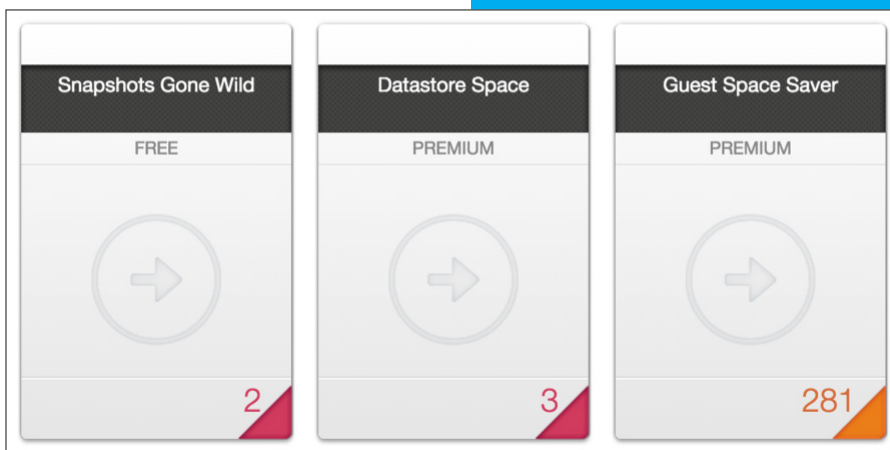 Snapshots Gone Wild
FREE
2
Datastore Space
PREMIUM
3
Guest Space Saver
PREMIUM
281